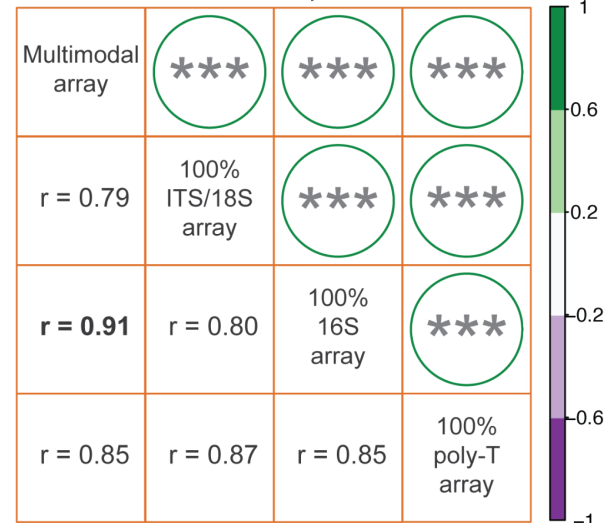 Multimodal
array
***
***
***
r = 0.79
100%
ITS/18S
array
***
***
r = 0.91
r = 0.80
100%
16S
array
***
r = 0.85
r = 0.87
r = 0.85
100%
poly-T
array
1
0.6
0.2
-0.2
-0.6
-1